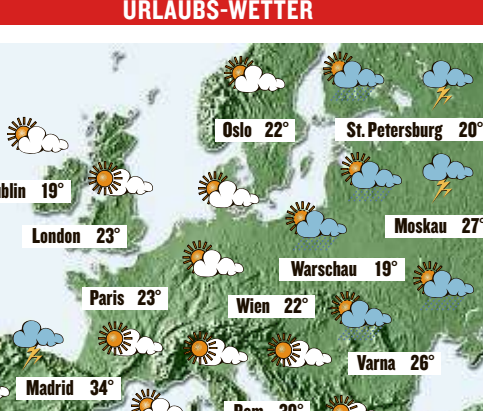 URLAUBS-WETTER
Oslo 22°
St. Petersburg 20°
blin 19°
Moskau 27°
London 23°
Warschau 19°
Paris 23°
Wien 22°
Varna 26°
Madrid 34°